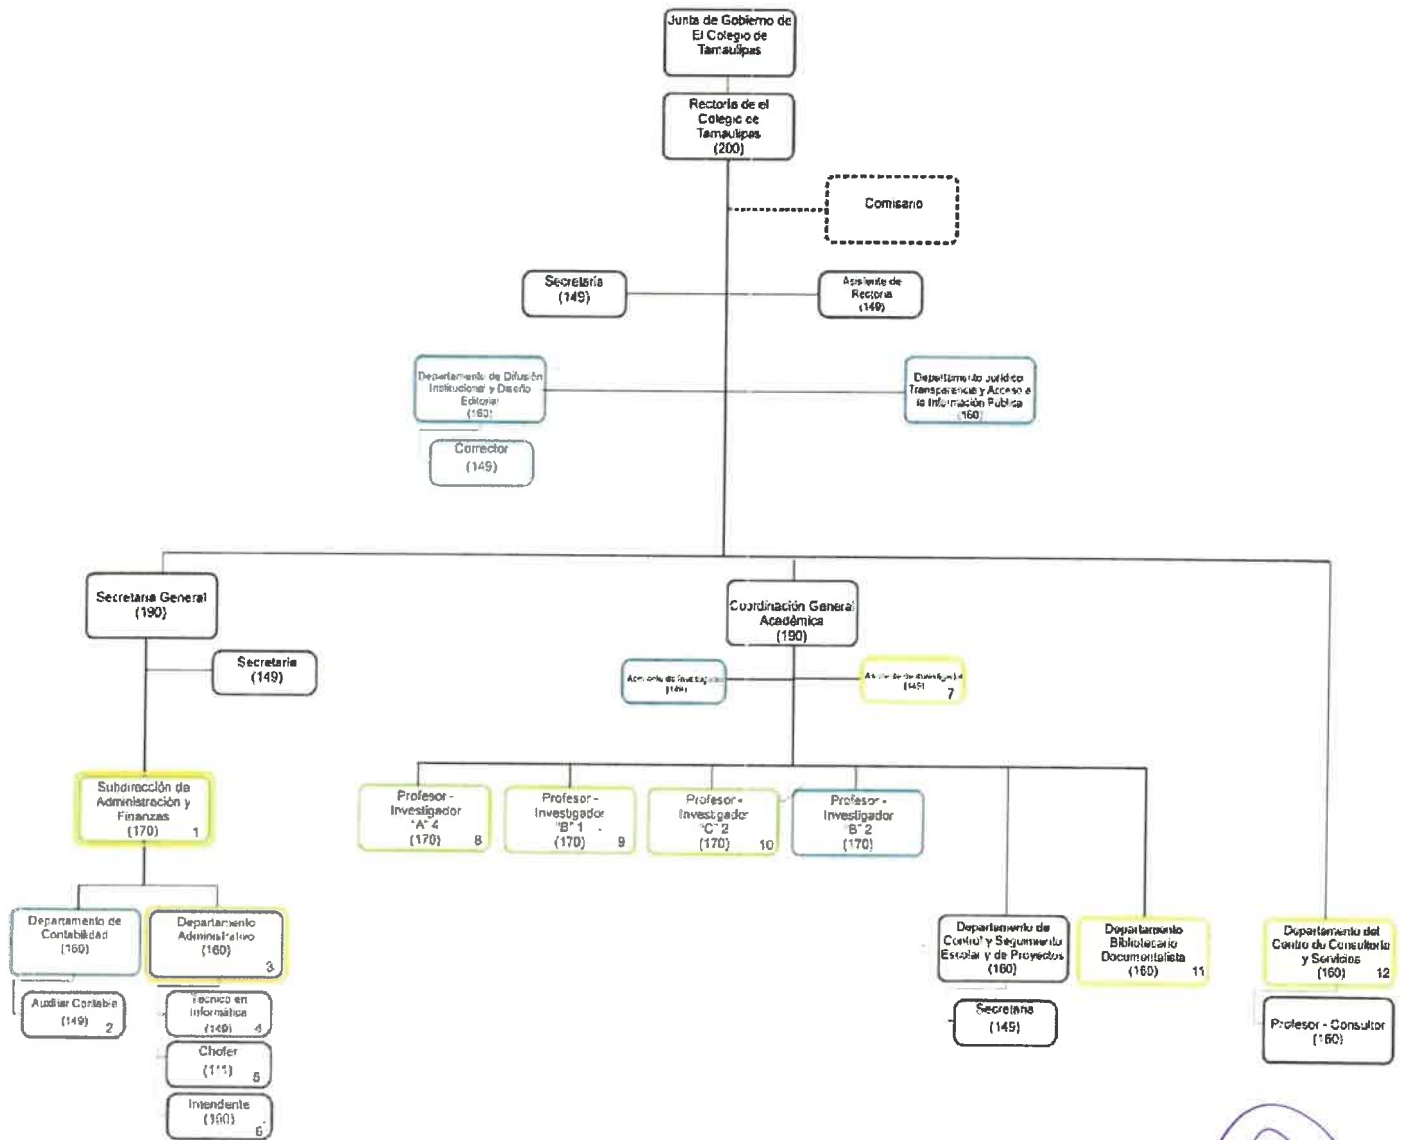 Junta de Gobierno de
El Colegio de
Tamaulipas
Rectoría de el
Colegio de
Tamaulipas
(200)
Comisario
Secretaría
(149)
Asistente de
Rectoría
(149)
Departamento de Difusión
Institucional y Diseño
Editorial
(160)
Departamento Jurídico
Transparencia y Acceso a
la Información Pública
(160)
Corrector
(149)
Secretaría General
(190)
Coordinación General
Académica
(190)
Secretaria
(149)
(149)
7
Subdirección de
Administración y
Finanzas
(170) 1
Profesor -
Investigador
"A" 4
(170) 8
Profesor -
Investigador
"B" 1
(170) 9
Profesor -
Investigador
"C" 2
(170) 10
Profesor -
Investigador
"B" 2
(170)
Departamento de
Contabilidad
(160)
Departamento
Administrativo
(160)
3
Departamento de
Control y Seguimiento
Escolar y de Proyectos
(160)
Departamento
Bibliotecario
Documentalista
(160) 11
Departamento del
Centro de Consultoría
y Servicios
(160) 12
Auxiliar Contable
(149) 2
Técnico en
Informática
(149) 4
Secretaria
(149)
Profesor - Consultor
(160)
Chofer
5
Intendente
6